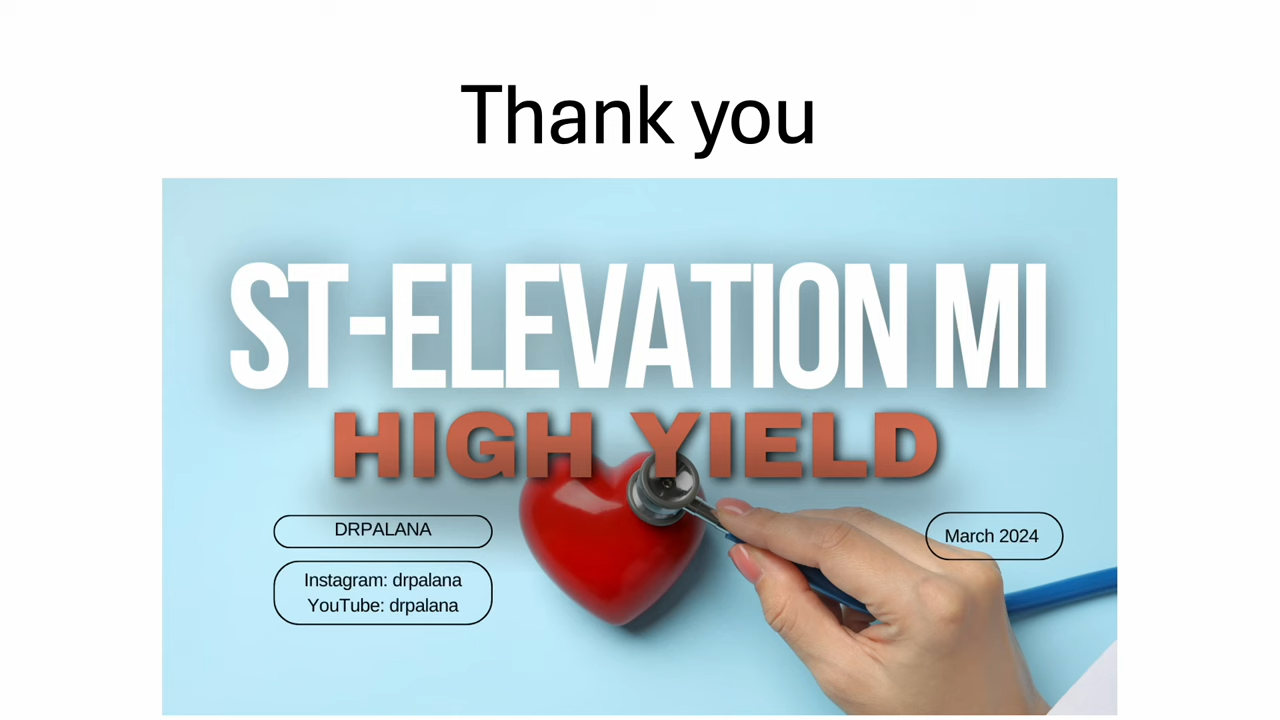 Thank you
ST-ELEVATION MI
HIGH YIELD
DRPALANA
Instagram: drpalana
YouTube: drpalana
March 2024